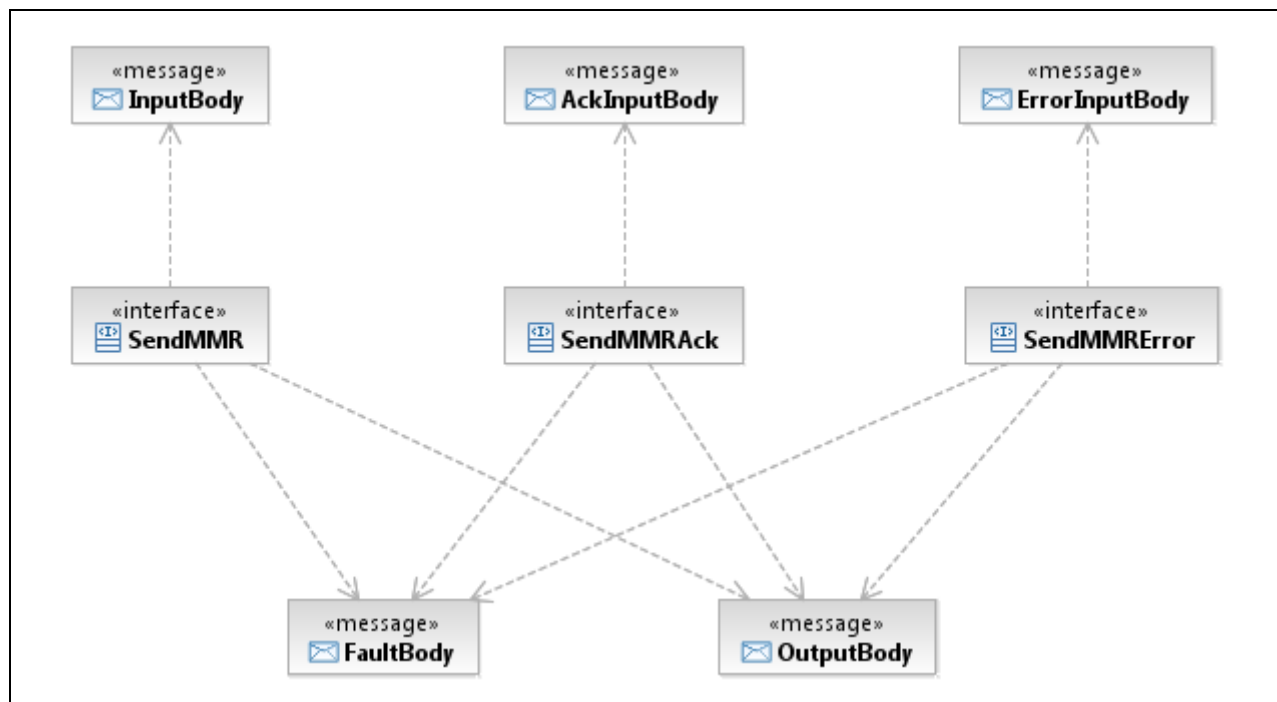 «message»
InputBody
«message»
AckInputBody
«message»
ErrorInputBody
«interface»
SendMMR
«interface»
SendMMRAck
«interface»
SendMMRError
«message»
FaultBody
«message»
OutputBody